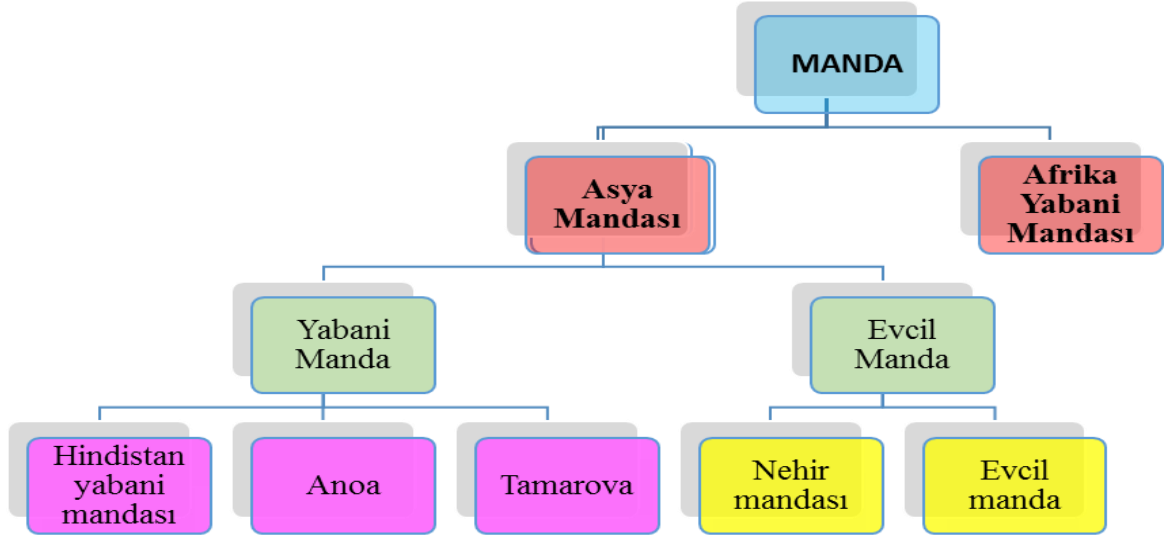 MANDA
Asya
Mandası
Afrika
Yabani
Mandası
Yabani
Manda
Evcil
Manda
Hindistan
yabani
mandası
Anoa
Tamarova
Nehir
mandası
Evcil
manda